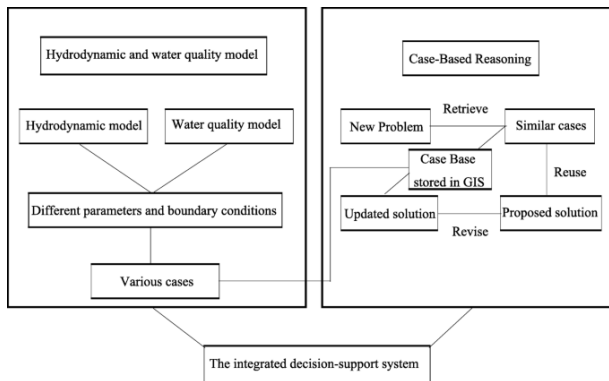 Hydrodynamic and water quality model
Hydrodynamic model
Water quality model
Different parameters and boundary conditions
Various cases
Case-Based Reasoning
New Problem
Retrieve
Similar cases
Case Base
stored in GIS
Reuse
Updated solution
Revise
Proposed solution
The integrated decision-support system